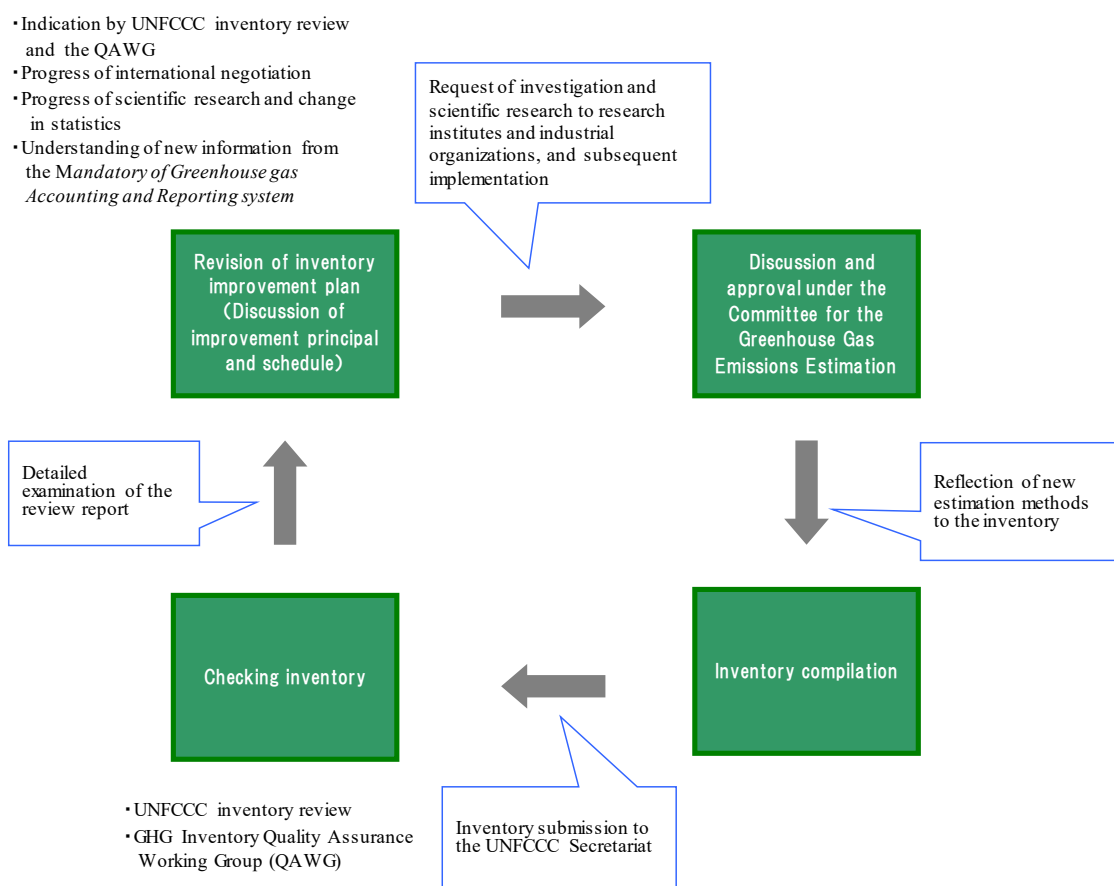 ・Indication by UNFCCC inventory review
and the QAWG
・Progress of international negotiation
・Progress of scientific research and change
in statistics
・Understanding of new information from
the Mandatory of Greenhouse gas
Accounting and Reporting system
Request of investigation and
scientific research to research
institutes and industrial
organizations, and subsequent
implementation
Revision of inventory
improvement plan
(Discussion of
improvement principal
and schedule)
Discussion and
approval under the
Committee for the
Greenhouse Gas
Emissions Estimation
Detailed
examination of the
review report
Reflection of new
estimation methods
to the inventory
Checking inventory
Inventory compilation
・UNFCCC inventory review
・GHG Inventory Quality Assurance
Working Group (QAWG)
Inventory submission to
the UNFCCC Secretariat